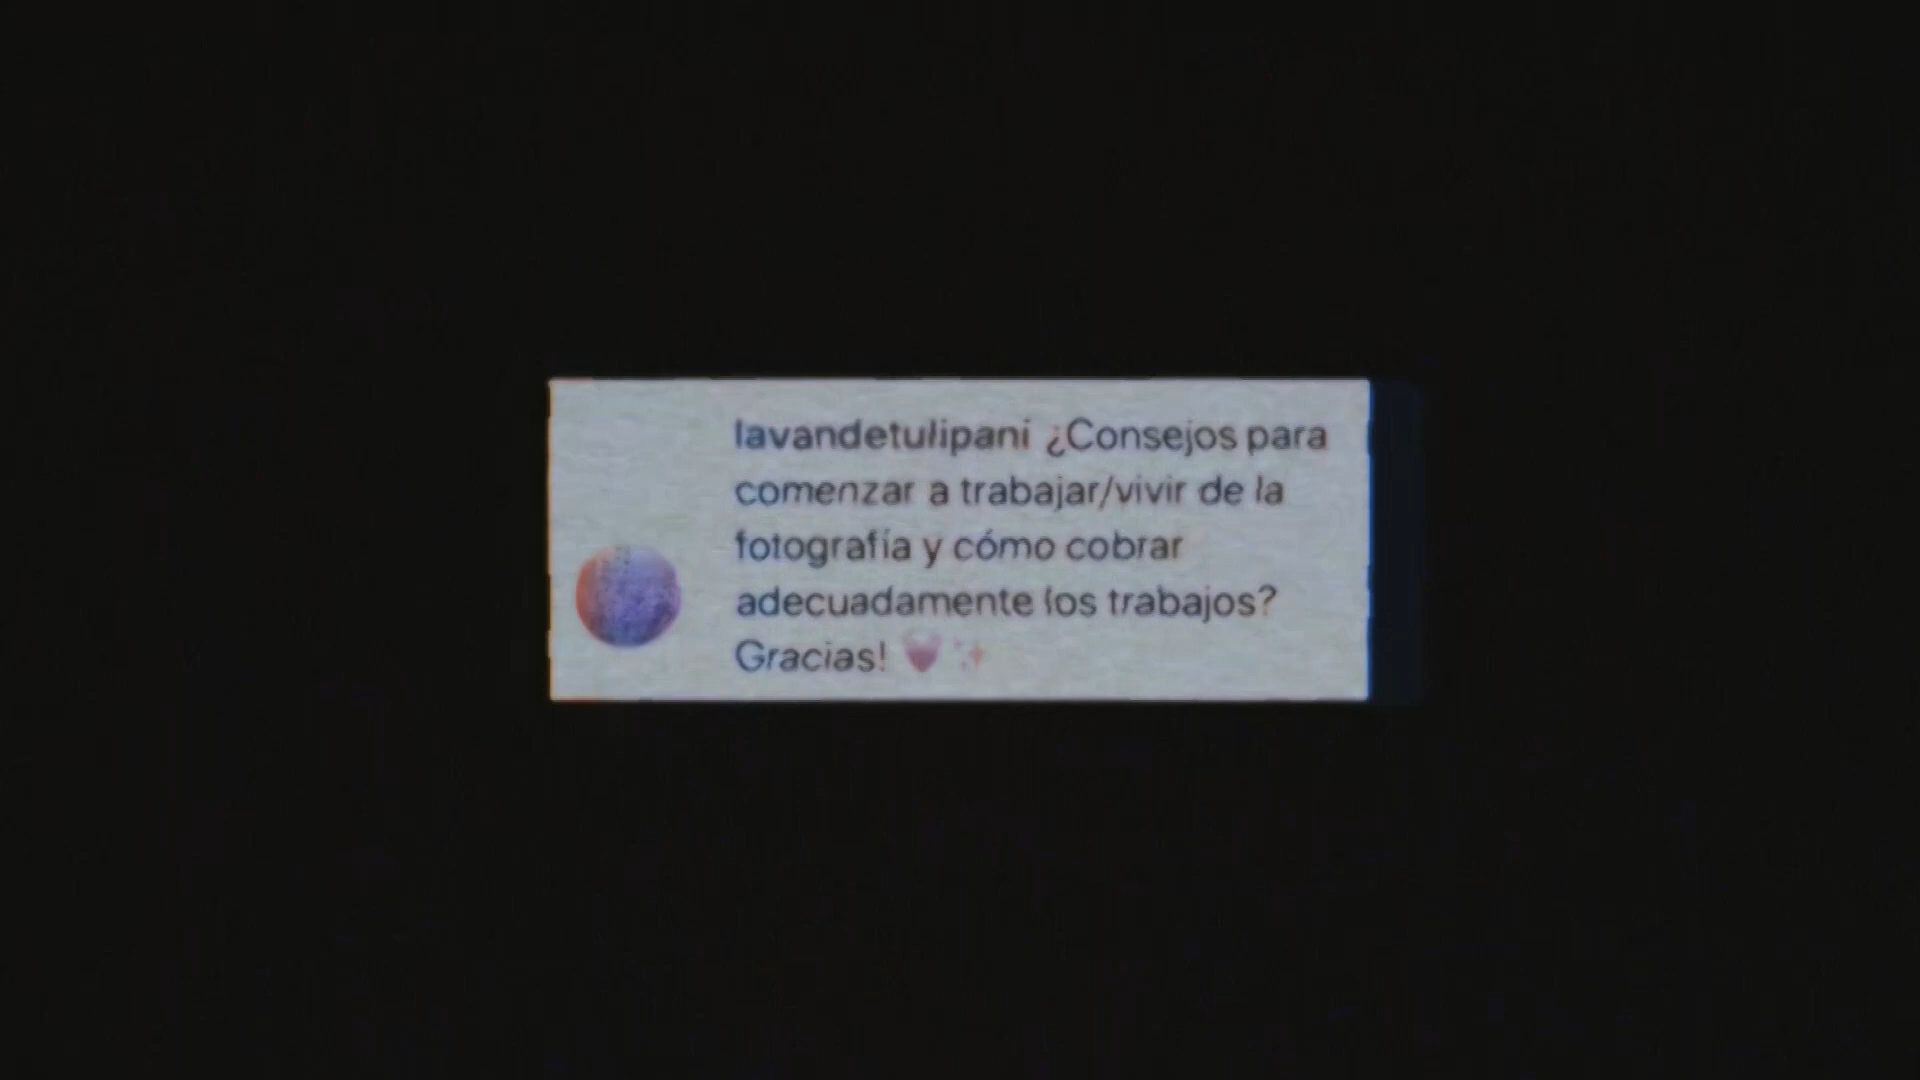 lavandetulipani ¿Consejos para
comenzar a trabajar/vivir de la
fotografía y cómo cobrar
adecuadamente los trabajos?
Gracias! 💗✨